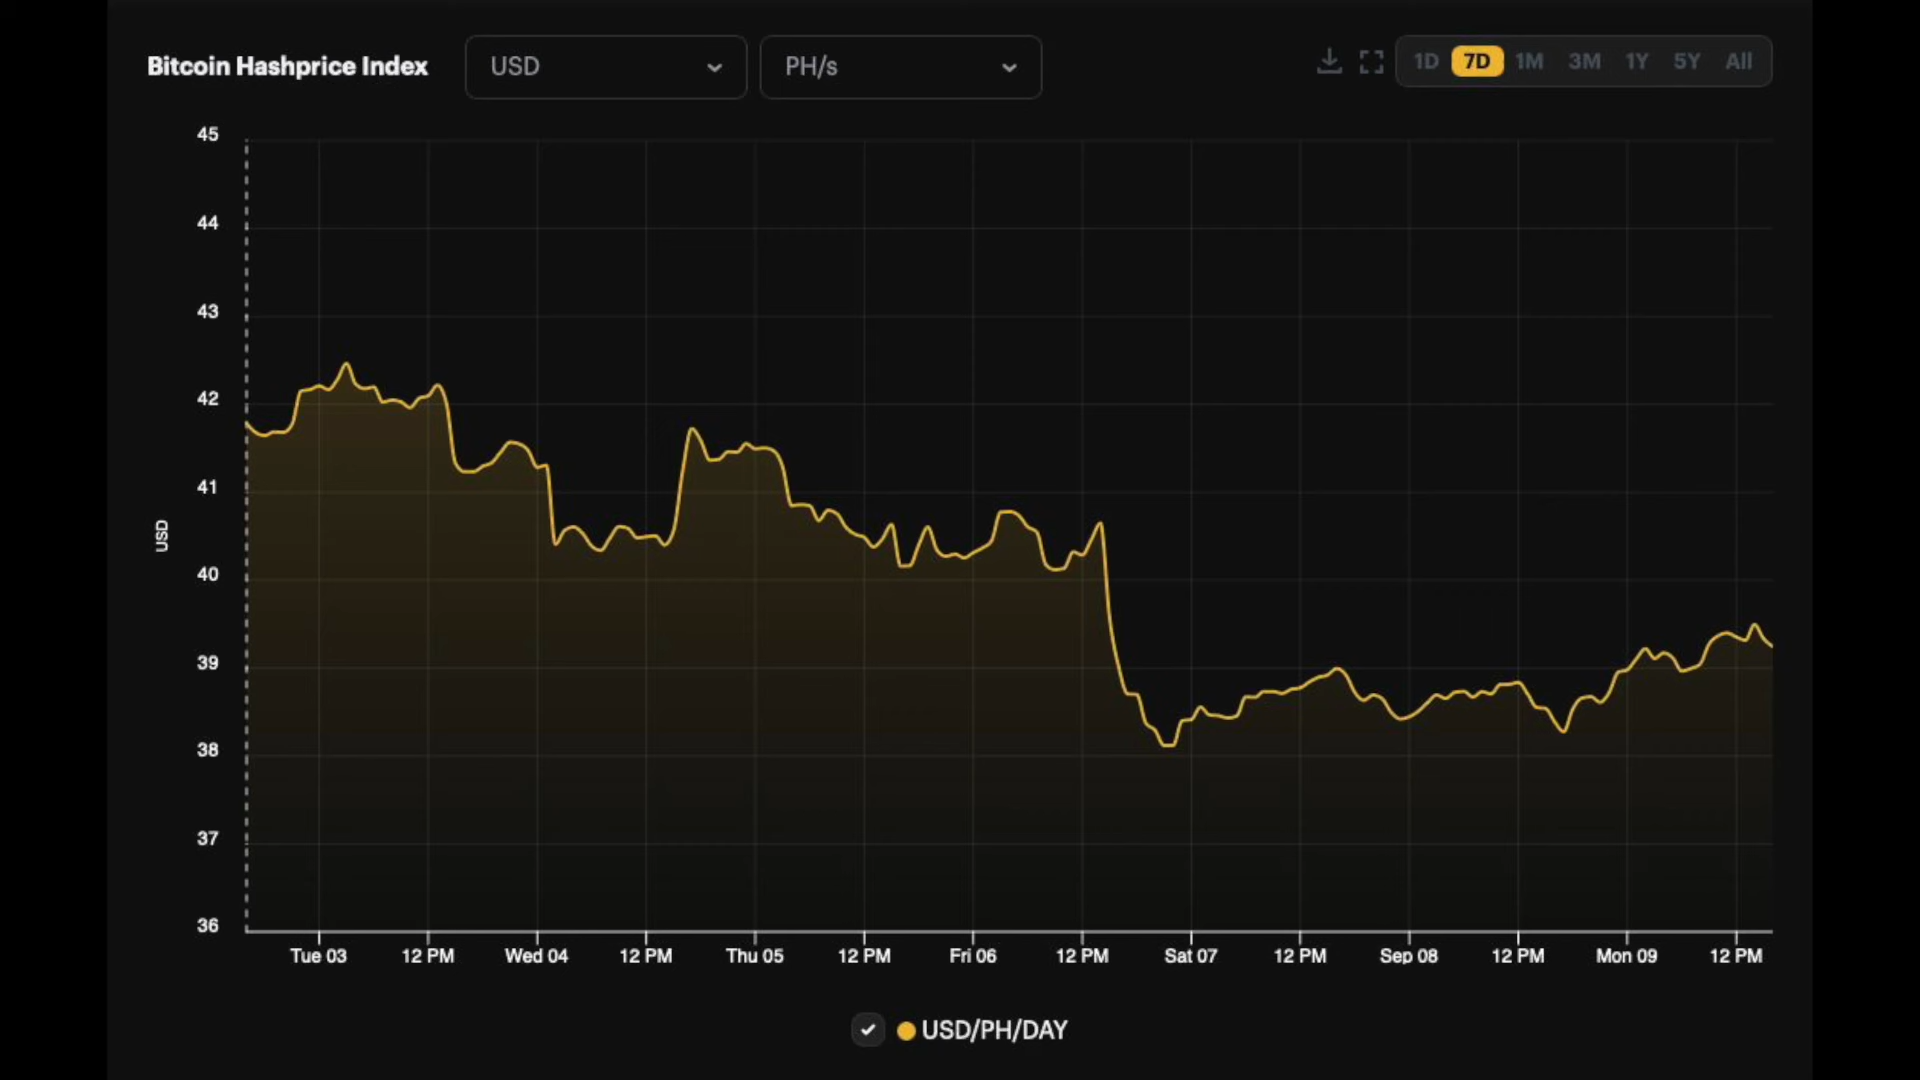 Bitcoin Hashprice Index USD PH/s 1D 7D 1M 3M 1Y 5Y All
45
44
43
42
41
40
39
38
37
36
USD
Tue 03 12 PM Wed 04 12 PM Thu 05 12 PM Fri 06 12 PM Sat 07 12 PM Sep 08 12 PM Mon 09 12 PM
USD/PH/DAY